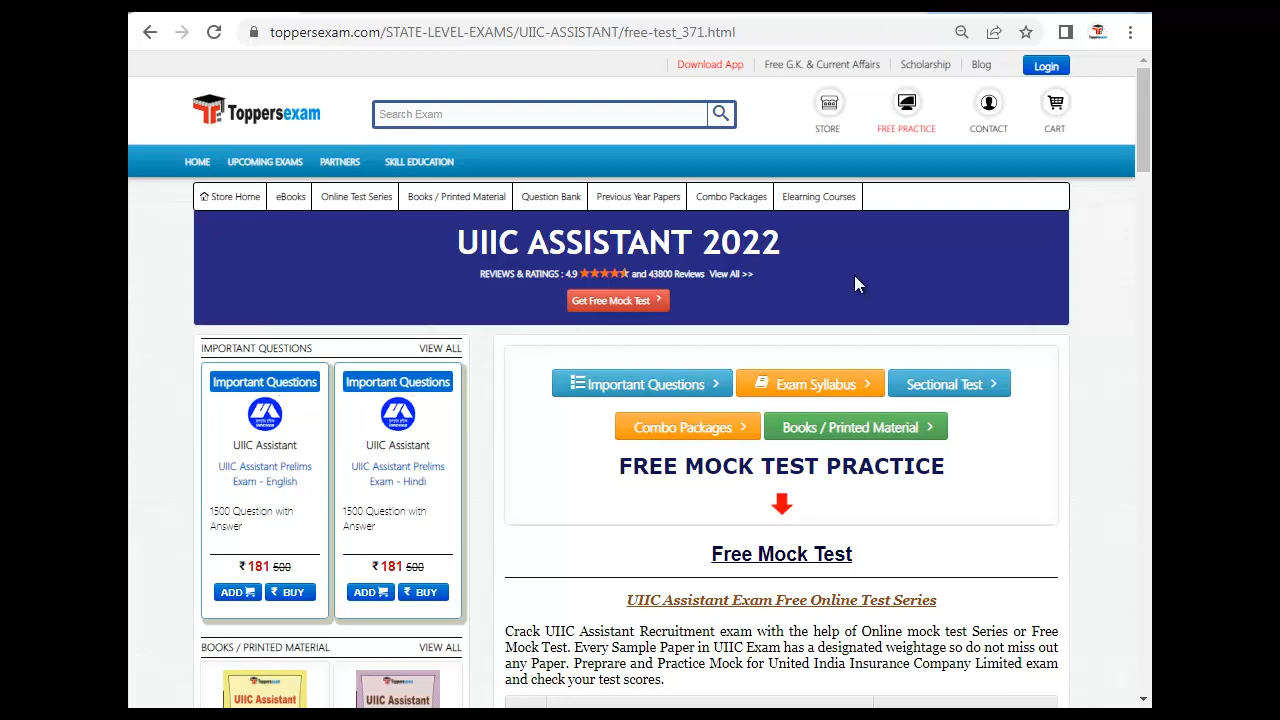 toppersexam.com/STATE-LEVEL-EXAMS/UIIC-ASSISTANT/free-test_371.html
Download App Free G.K. & Current Affairs Scholarship Blog Login
Toppersexam
Search Exam
STORE FREE PRACTICE CONTACT CART
HOME UPCOMING EXAMS PARTNERS SKILL EDUCATION
Store Home eBooks Online Test Series Books / Printed Material Question Bank Previous Year Papers Combo Packages Elearning Courses
UIIC ASSISTANT 2022
REVIEWS & RATINGS : 4.9 and 43800 Reviews View All >>
Get Free Mock Test
IMPORTANT QUESTIONS VIEW ALL
Important Questions
UIIC Assistant
UIIC Assistant Prelims
Exam - English
1500 Question with
Answer
₹ 181 500
ADD ₹ BUY
Important Questions
UIIC Assistant
UIIC Assistant Prelims
Exam - Hindi
1500 Question with
Answer
₹ 181 500
ADD ₹ BUY
BOOKS / PRINTED MATERIAL VIEW ALL
Toppersexam
UIIC Assistant
Toppersexam
UIIC Assistant
Important Questions Exam Syllabus Sectional Test
Combo Packages Books / Printed Material
FREE MOCK TEST PRACTICE
Free Mock Test
UIIC Assistant Exam Free Online Test Series
Crack UIIC Assistant Recruitment exam with the help of Online mock test Series or Free
Mock Test. Every Sample Paper in UIIC Exam has a designated weightage so do not miss out
any Paper. Preprare and Practice Mock for United India Insurance Company Limited exam
and check your test scores.